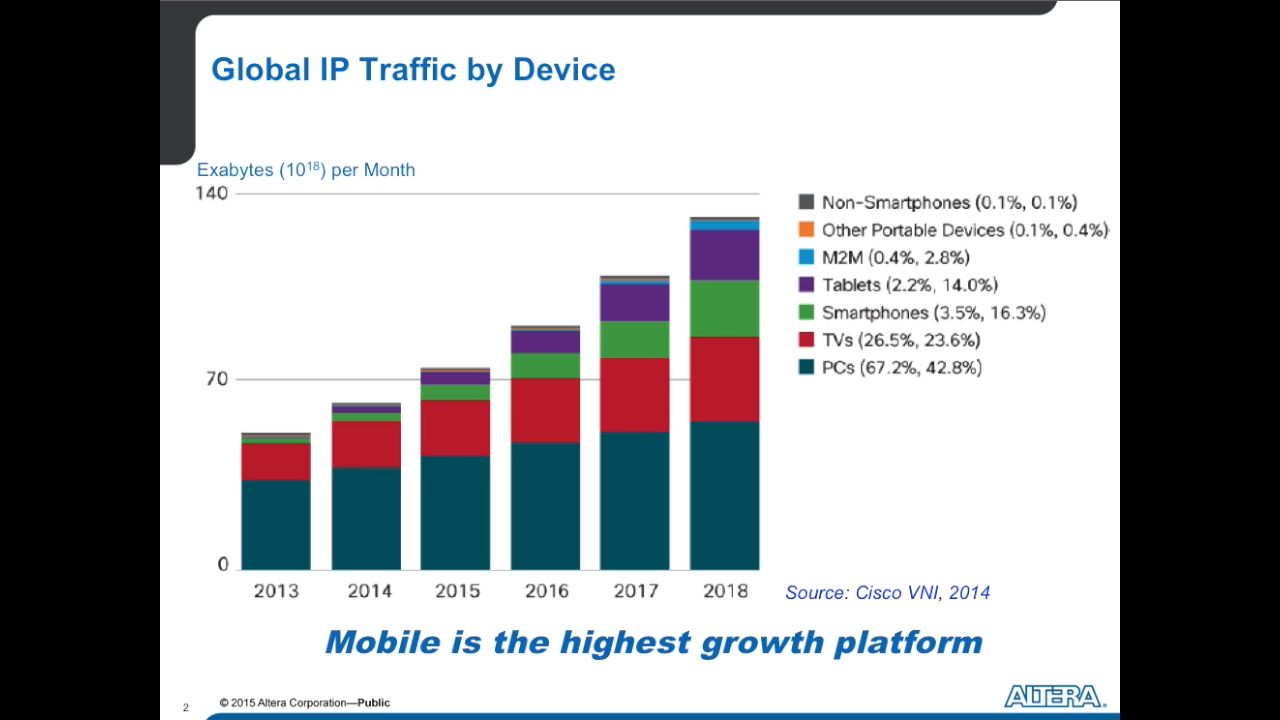 Global IP Traffic by Device
Exabytes (10¹⁸) per Month
140
70
0
2013 2014 2015 2016 2017 2018
Non-Smartphones (0.1%, 0.1%)
Other Portable Devices (0.1%, 0.4%)
M2M (0.4%, 2.8%)
Tablets (2.2%, 14.0%)
Smartphones (3.5%, 16.3%)
TVs (26.5%, 23.6%)
PCs (67.2%, 42.8%)
Source: Cisco VNI, 2014
Mobile is the highest growth platform
2
© 2015 Altera Corporation—Public
ALTERA®